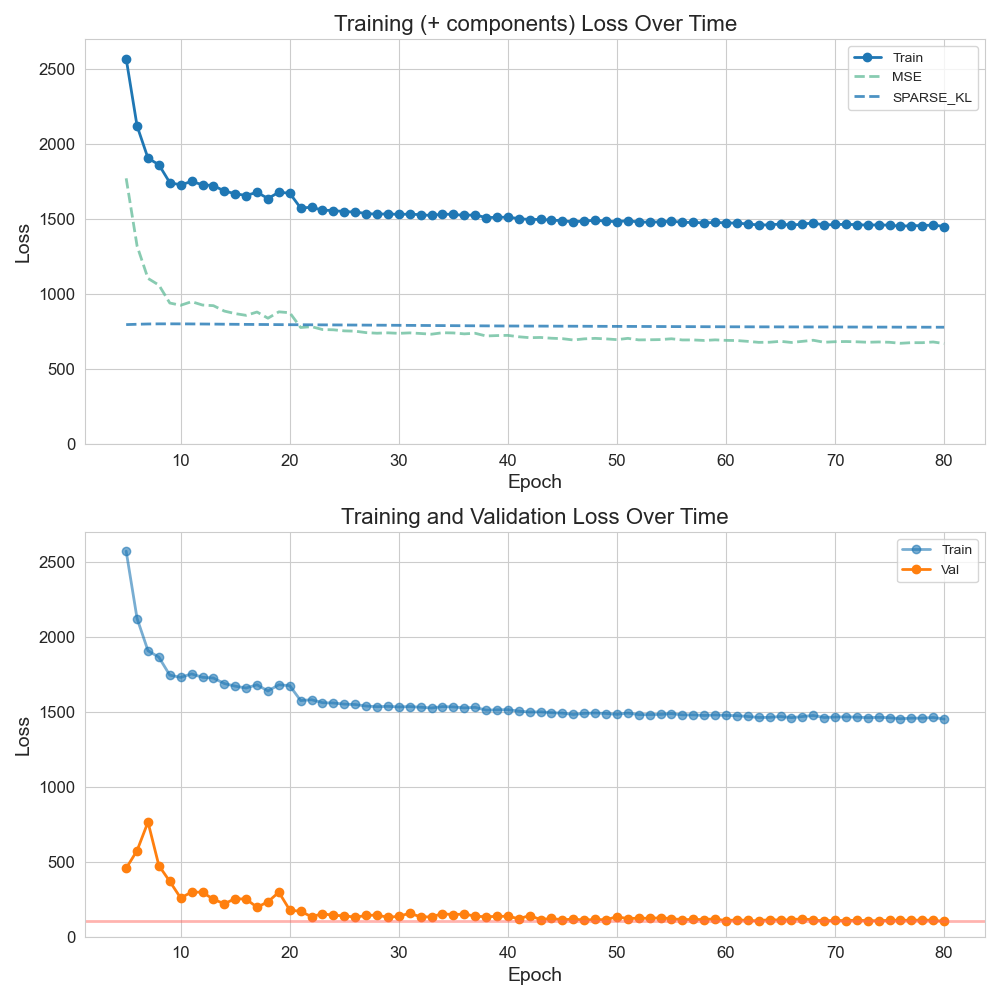 Training (+ components) Loss Over Time
Train
MSE
SPARSE_KL
2500
2000
1500
1000
500
0
Loss
10 20 30 40 50 60 70 80
Epoch
Training and Validation Loss Over Time
Train
Val
2500
2000
1500
1000
500
0
Loss
10 20 30 40 50 60 70 80
Epoch